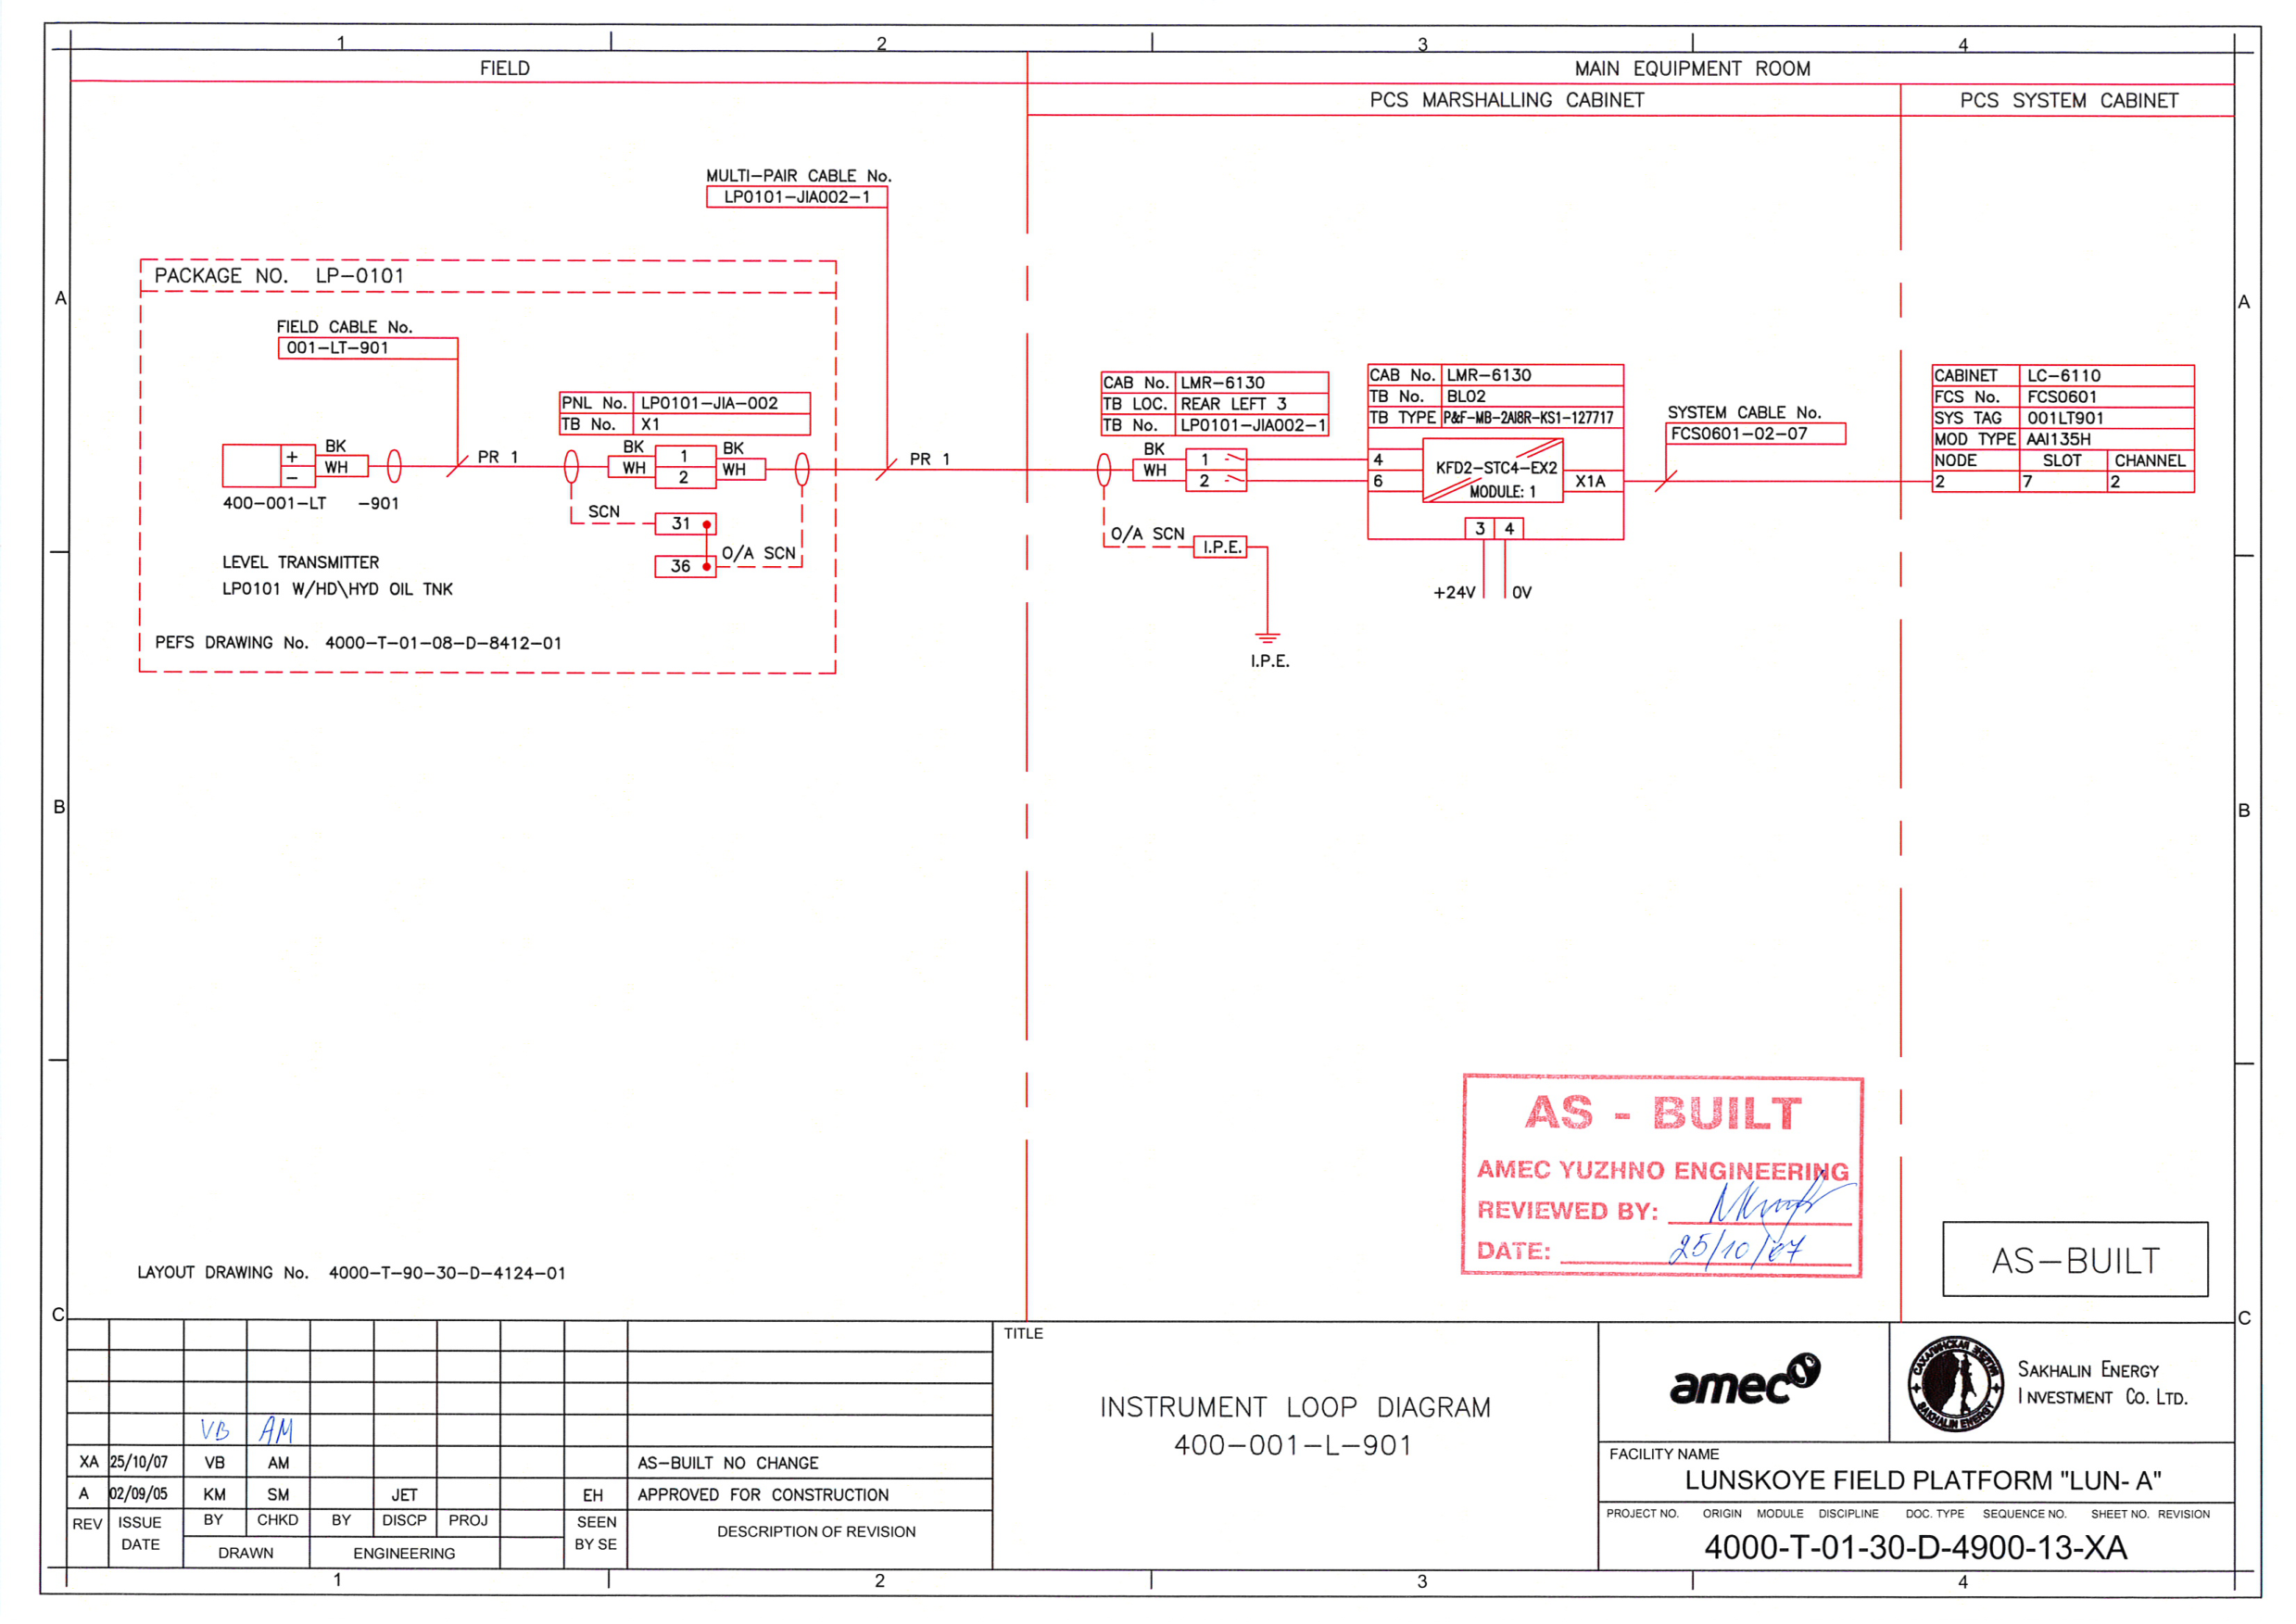 1 2 3 4
FIELD
MAIN EQUIPMENT ROOM
PCS MARSHALLING CABINET
PCS SYSTEM CABINET
MULTI-PAIR CABLE No.
LP0101-JIA002-1
PACKAGE NO. LP-0101
A
A
FIELD CABLE No.
001-LT-901
PNL No. LP0101-JIA-002
TB No. X1
BK
WH
+
-
PR 1
BK
WH
1
2
BK
WH
PR 1
400-001-LT -901
SCN
31
36
O/A SCN
LEVEL TRANSMITTER
LP0101 W/HD\HYD OIL TNK
PEFS DRAWING No. 4000-T-01-08-D-8412-01
CAB No. LMR-6130
TB LOC. REAR LEFT 3
TB No. LP0101-JIA002-1
BK
WH
1
2
O/A SCN
I.P.E.
I.P.E.
CAB No. LMR-6130
TB No. BL02
TB TYPE P&F-MB-2AI8R-KS1-127717
4
6
KFD2-STC4-EX2
MODULE: 1
X1A
3 4
+24V 0V
SYSTEM CABLE No.
FCS0601-02-07
CABINET LC-6110
FCS No. FCS0601
SYS TAG 001LT901
MOD TYPE AAI135H
NODE SLOT CHANNEL
2 7 2
B
B
AS - BUILT
AMEC YUZHNO ENGINEERING
REVIEWED BY:
DATE: 25/10/07
AS-BUILT
LAYOUT DRAWING No. 4000-T-90-30-D-4124-01
C
C
VB AM
XA 25/10/07 VB AM AS-BUILT NO CHANGE
A 02/09/05 KM SM JET EH APPROVED FOR CONSTRUCTION
REV ISSUE DATE BY CHKD BY DISCP PROJ SEEN BY SE DESCRIPTION OF REVISION
DRAWN ENGINEERING
TITLE
INSTRUMENT LOOP DIAGRAM
400-001-L-901
amec
САХАЛИНСКАЯ ЭНЕРГИЯ
SAKHALIN ENERGY
SAKHALIN ENERGY
INVESTMENT CO. LTD.
FACILITY NAME
LUNSKOYE FIELD PLATFORM "LUN- A"
PROJECT NO. ORIGIN MODULE DISCIPLINE DOC. TYPE SEQUENCE NO. SHEET NO. REVISION
4000-T-01-30-D-4900-13-XA
1 2 3 4